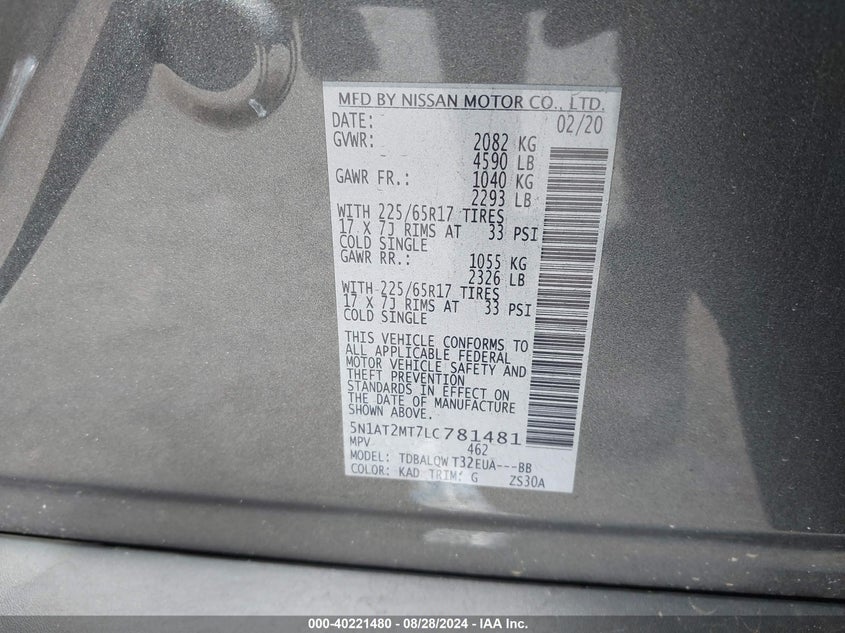 MFD BY NISSAN MOTOR CO., LTD.
DATE: 02/20
GVWR: 2082 KG
4590 LB
GAWR FR.: 1040 KG
2293 LB
WITH 225/65R17 TIRES
17 X 7J RIMS AT 33 PSI
COLD SINGLE
GAWR RR.: 1055 KG
2326 LB
WITH 225/65R17 TIRES
17 X 7J RIMS AT 33 PSI
COLD SINGLE
THIS VEHICLE CONFORMS TO
ALL APPLICABLE FEDERAL
MOTOR VEHICLE SAFETY AND
THEFT PREVENTION
STANDARDS IN EFFECT ON
THE DATE OF MANUFACTURE
SHOWN ABOVE.
5N1AT2MT7LC781481
MPV 462
MODEL: TDBALQW T32EUA---BB
COLOR: KAD TRIM: G ZS30A
000-40221480 - 08/28/2024 - IAA Inc.